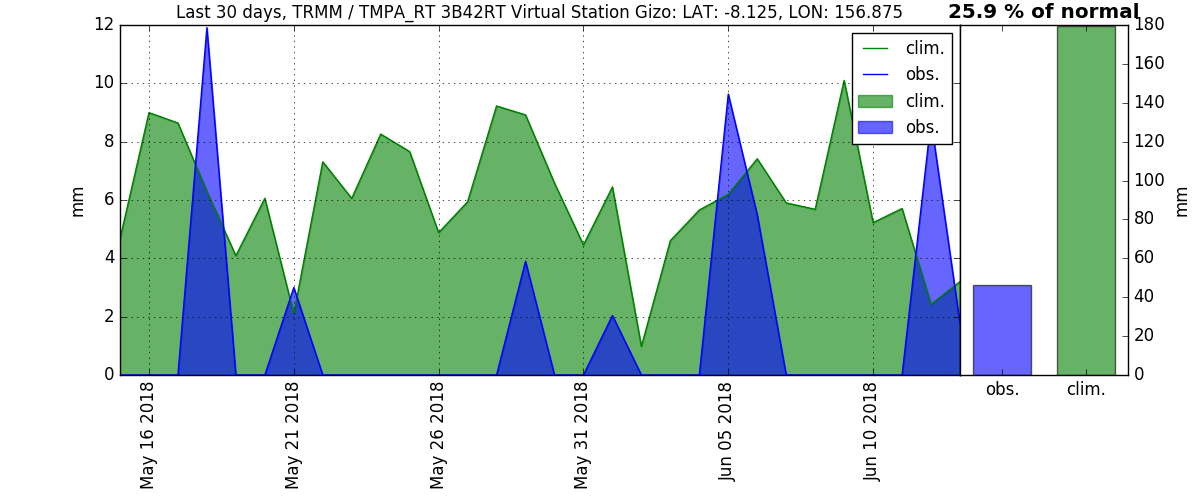 Last 30 days, TRMM / TMPA_RT 3B42RT Virtual Station Gizo: LAT: -8.125, LON: 156.875
25.9 % of normal
12
10
8
6
4
2
0
mm
clim.
obs.
clim.
obs.
May 16 2018
May 21 2018
May 26 2018
May 31 2018
Jun 05 2018
Jun 10 2018
180
160
140
120
100
80
60
40
20
0
mm
obs.
clim.